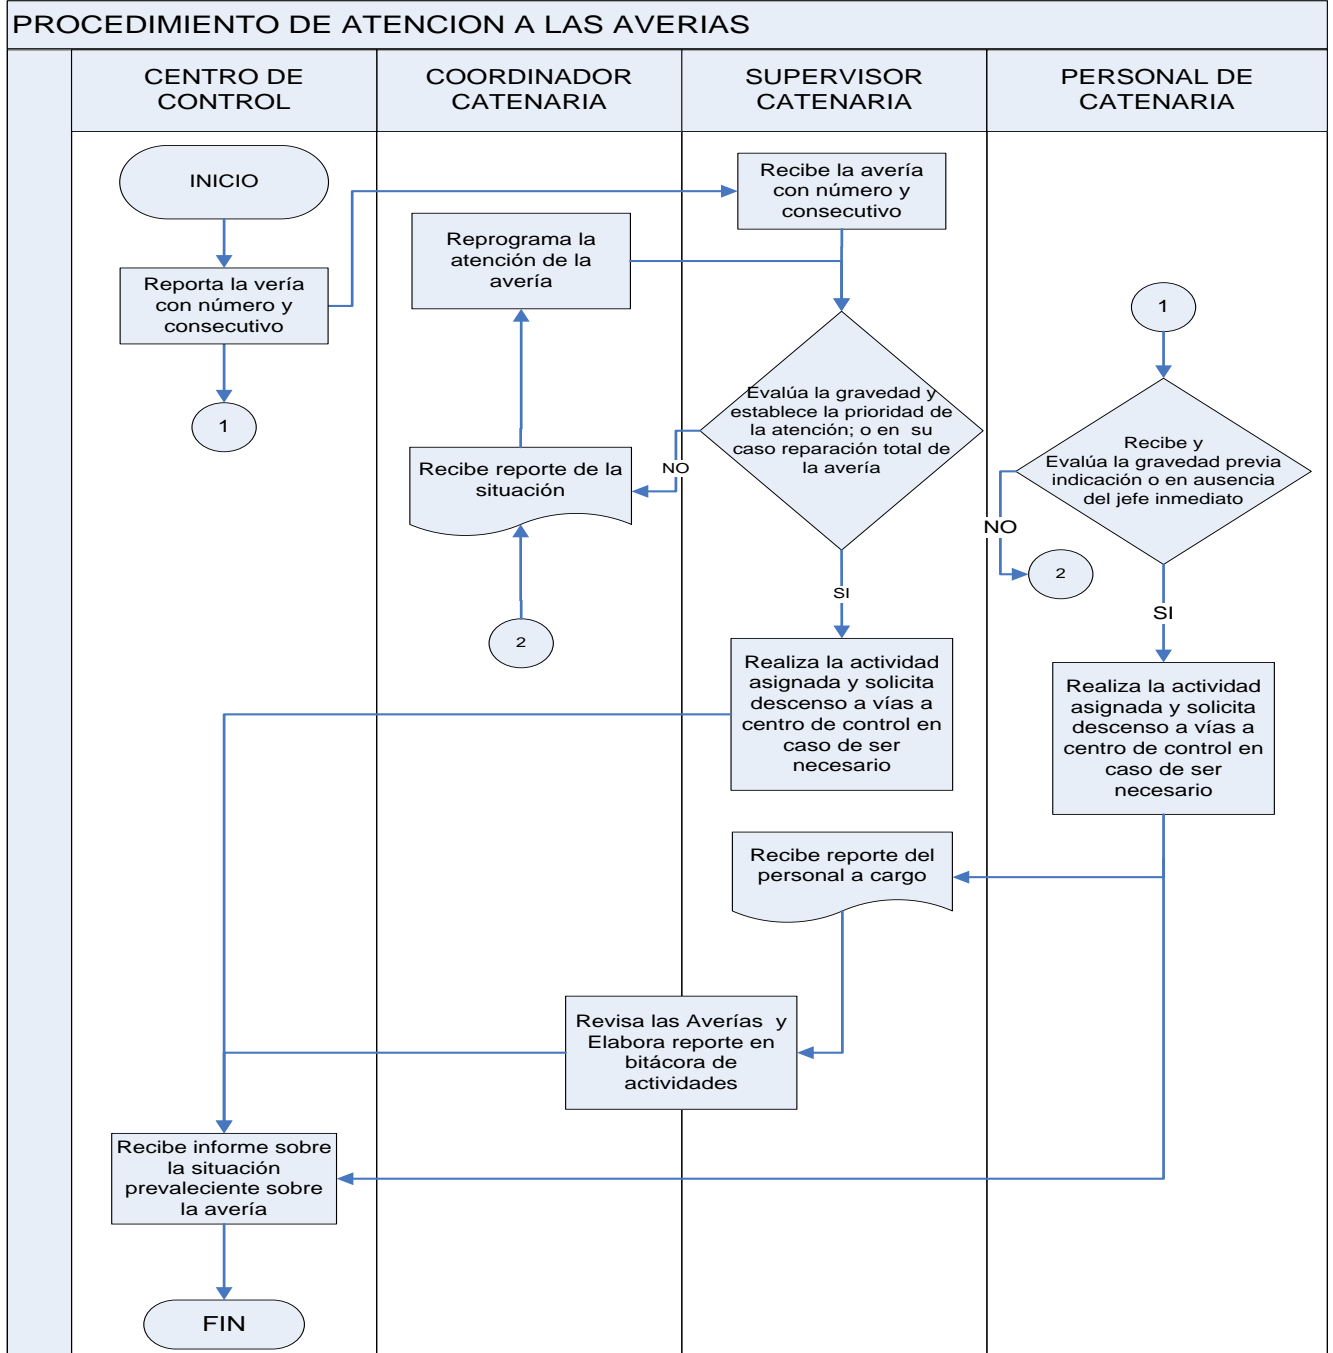 PROCEDIMIENTO DE ATENCION A LAS AVERIAS
CENTRO DE
CONTROL
COORDINADOR
CATENARIA
SUPERVISOR
CATENARIA
PERSONAL DE
CATENARIA
INICIO
Reporta la vería
con número y
consecutivo
1
Reprograma la
atención de la
avería
Recibe reporte de la
situación
2
Recibe la avería
con número y
consecutivo
Evalúa la gravedad y
establece la prioridad de
la atención; o en su
caso reparación total de
la avería
NO
SI
Realiza la actividad
asignada y solicita
descenso a vías a
centro de control en
caso de ser
necesario
1
Recibe y
Evalúa la gravedad previa
indicación o en ausencia
del jefe inmediato
NO
2
SI
Realiza la actividad
asignada y solicita
descenso a vías a
centro de control en
caso de ser
necesario
Recibe reporte del
personal a cargo
Revisa las Averías y
Elabora reporte en
bitácora de
actividades
Recibe informe sobre
la situación
prevaleciente sobre
la avería
FIN